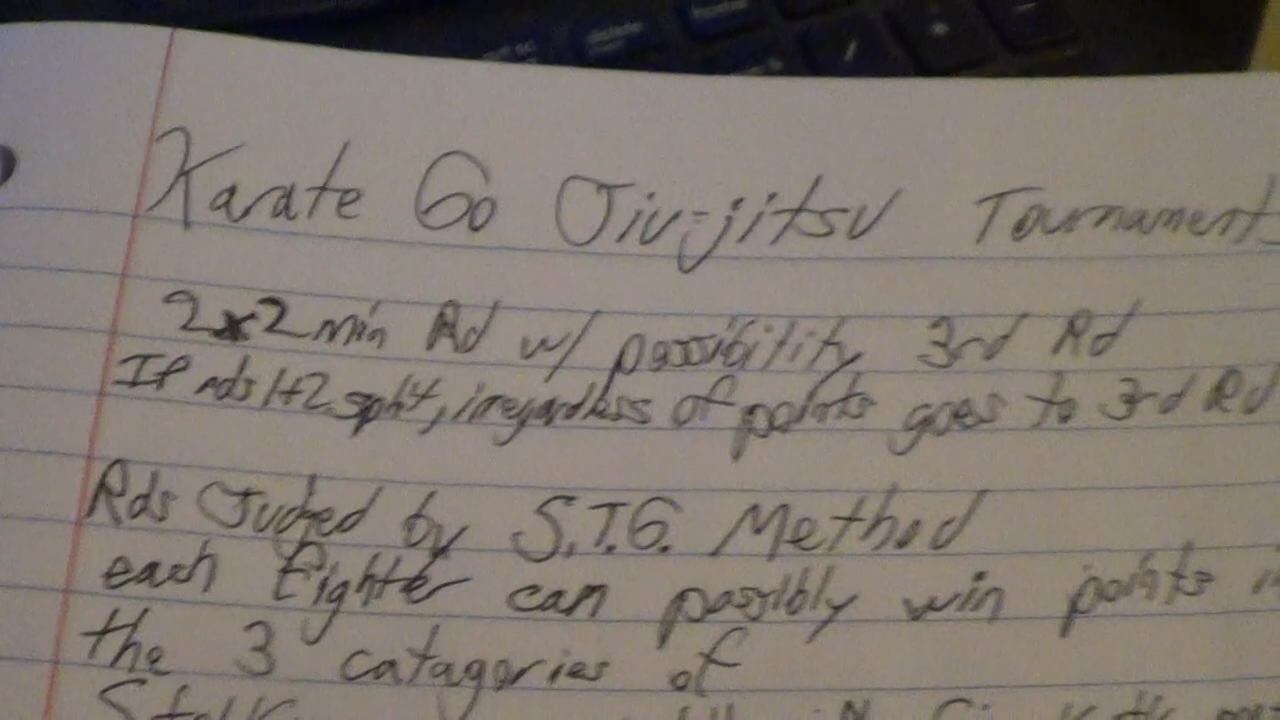 Karate Go Jiu-jitsu Tournaments
2x2 min Rd w/ possibility 3rd Rd
If rds 1+2 split, irregardless of points goes to 3rd Rd
Rds Judged by S.T.G. Method
each fighter can possibly win points in
the 3 catagories of